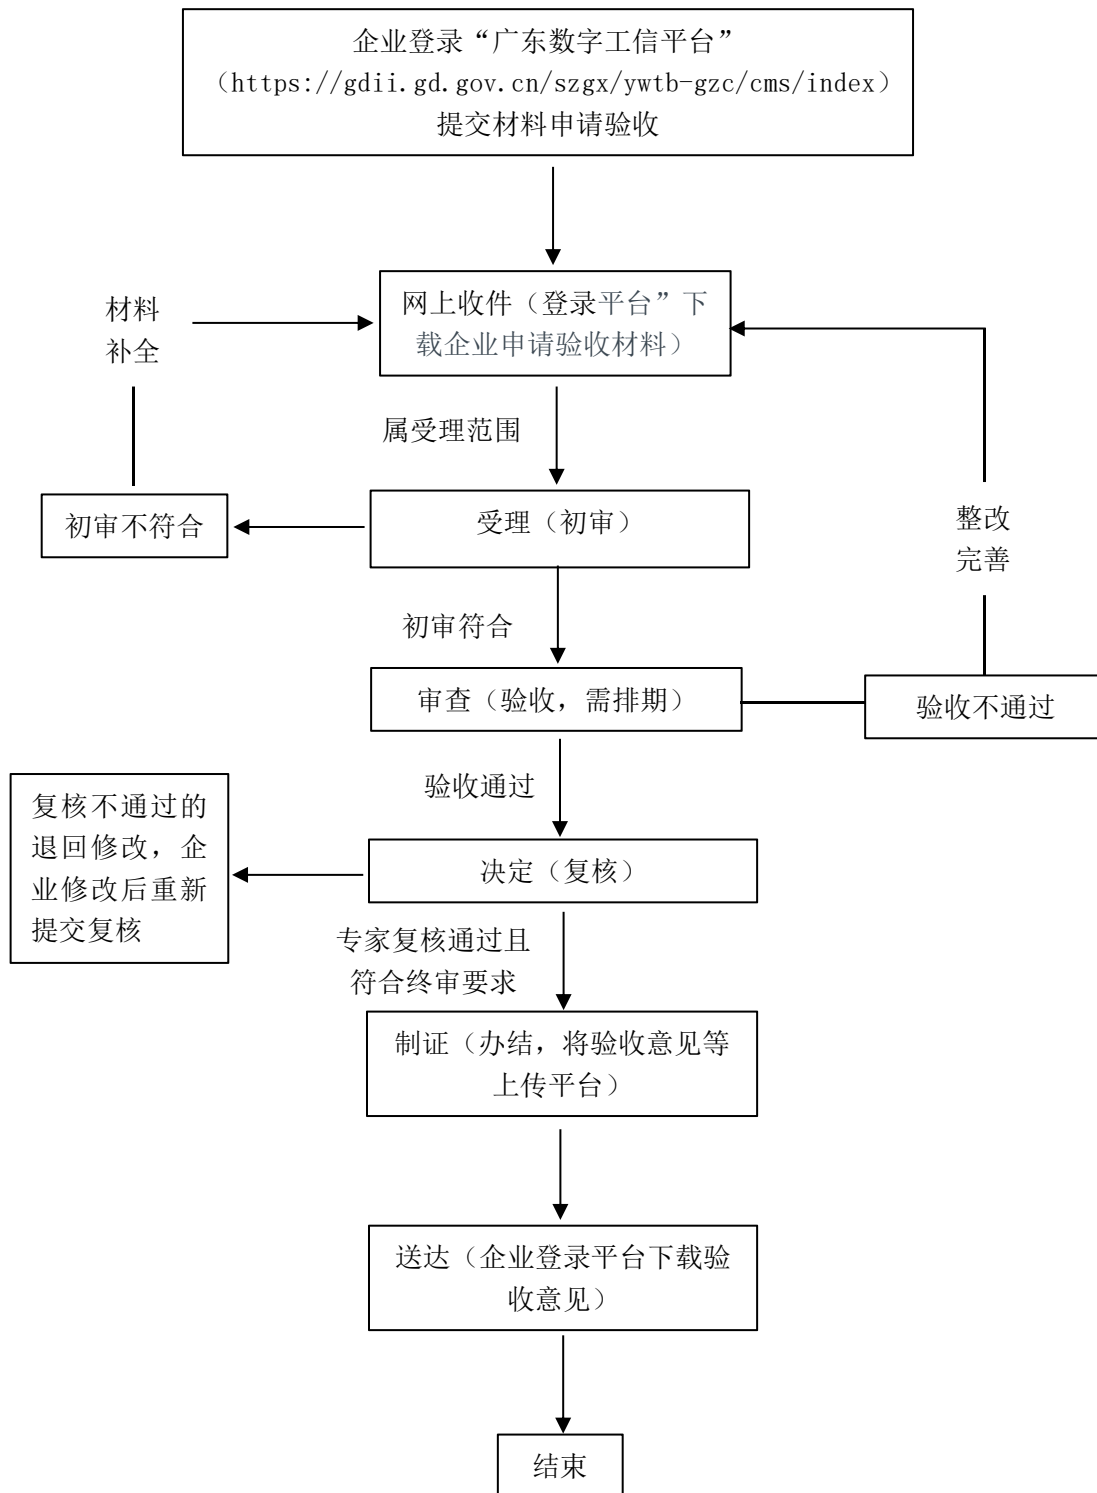 企业登录“广东数字工信平台”
（https://gdii.gd.gov.cn/szgx/ywtb-gzc/cms/index）
提交材料申请验收
材料
补全
网上收件（登录平台”下
载企业申请验收材料）
属受理范围
初审不符合
受理（初审）
整改
完善
初审符合
审查（验收，需排期）
验收不通过
验收通过
复核不通过的
退回修改，企
业修改后重新
提交复核
决定（复核）
专家复核通过且
符合终审要求
制证（办结，将验收意见等
上传平台）
送达（企业登录平台下载验
收意见）
结束